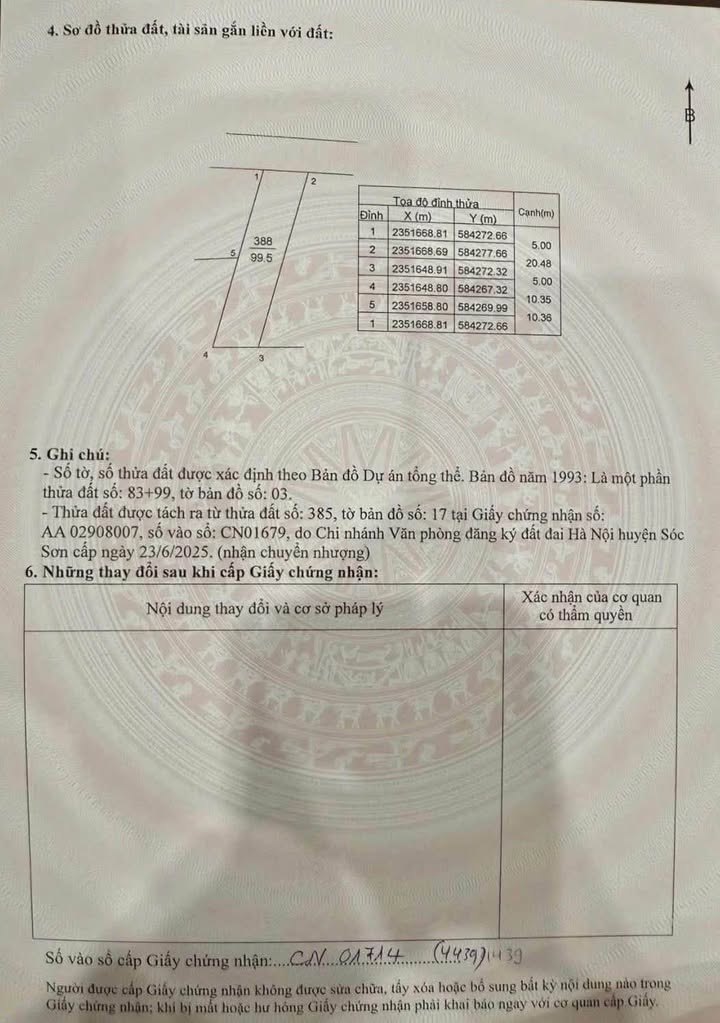 4. Sơ đồ thửa đất, tài sản gắn liền với đất:
B
1
2
388
99.5
5
4
3
Tọa độ đỉnh thửa
Cạnh(m)
Đỉnh X (m) Y (m)
1 2351668.81 584272.66
5.00
2 2351668.69 584277.66
20.48
3 2351648.91 584272.32
5.00
4 2351648.80 584267.32
10.35
5 2351658.80 584269.99
10.36
1 2351668.81 584272.66
5. Ghi chú:
- Số tờ, số thửa đất được xác định theo Bản đồ Dự án tổng thể. Bản đồ năm 1993: Là một phần
thửa đất số: 83+99, tờ bản đồ số: 03.
- Thửa đất được tách ra từ thửa đất số: 385, tờ bản đồ số: 17 tại Giấy chứng nhận số:
AA 02908007, số vào sổ: CN01679, do Chi nhánh Văn phòng đăng ký đất đai Hà Nội huyện Sóc
Sơn cấp ngày 23/6/2025. (nhận chuyển nhượng)
6. Những thay đổi sau khi cấp Giấy chứng nhận:
Nội dung thay đổi và cơ sở pháp lý
Xác nhận của cơ quan
có thẩm quyền
Số vào sổ cấp Giấy chứng nhận:....CN..01714......(4439)
Người được cấp Giấy chứng nhận không được sửa chữa, tẩy xóa hoặc bổ sung bất kỳ nội dung nào trong
Giấy chứng nhận; khi bị mất hoặc hư hỏng Giấy chứng nhận phải khai báo ngay với cơ quan cấp Giấy.